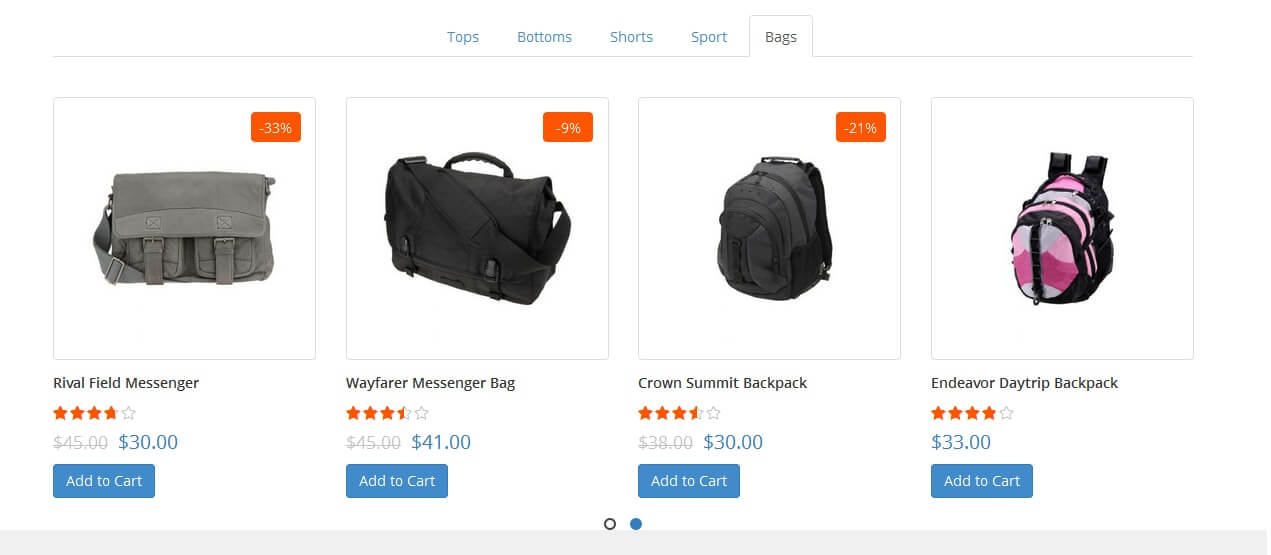 Tops Bottoms Shorts Sport Bags
-33% -9% -21%
Rival Field Messenger Wayfarer Messenger Bag Crown Summit Backpack Endeavor Daytrip Backpack
$45.00 $30.00 $45.00 $41.00 $38.00 $30.00 $33.00
Add to Cart Add to Cart Add to Cart Add to Cart